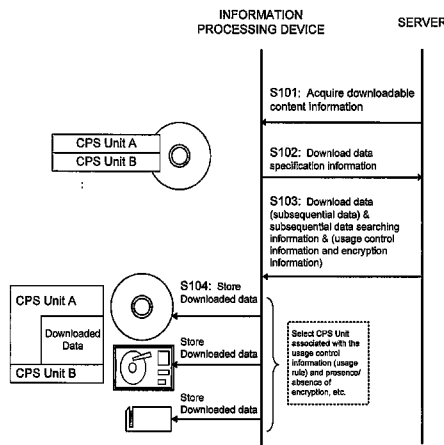 INFORMATION
PROCESSING DEVICE
SERVER
S101: Acquire downloadable
content information
CPS Unit A
CPS Unit B
:
S102: Download data
specification information
S103: Download data
(subsequential data) &
subsequential data searching
information & (usage control
information and encryption
information)
S104: Store
Downloaded data
CPS Unit A
Downloaded
Data
CPS Unit B
Store
Downloaded data
Store
Downloaded data
Select CPS Unit
associated with the
usage control
information (usage
rule) and presence/
absence of
encryption, etc.